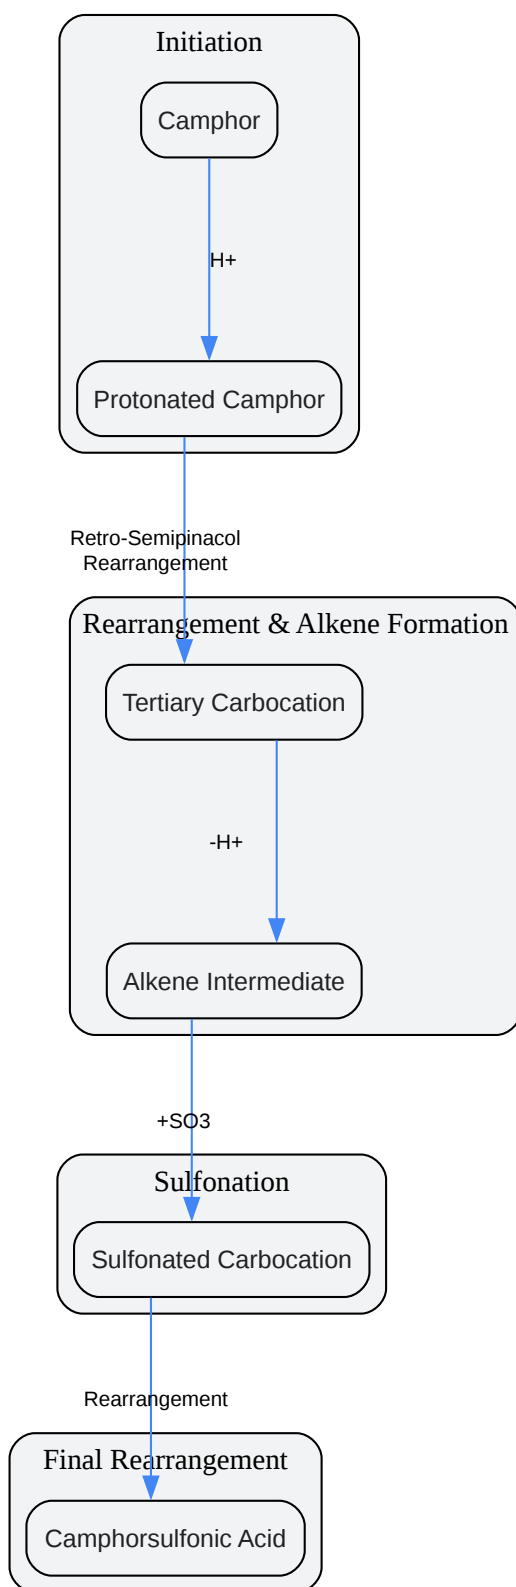 Initiation
Camphor
H+
Protonated Camphor
Retro-Semipinacol
Rearrangement
Rearrangement & Alkene Formation
Tertiary Carbocation
-H+
Alkene Intermediate
+SO3
Sulfonation
Sulfonated Carbocation
Rearrangement
Final Rearrangement
Camphorsulfonic Acid